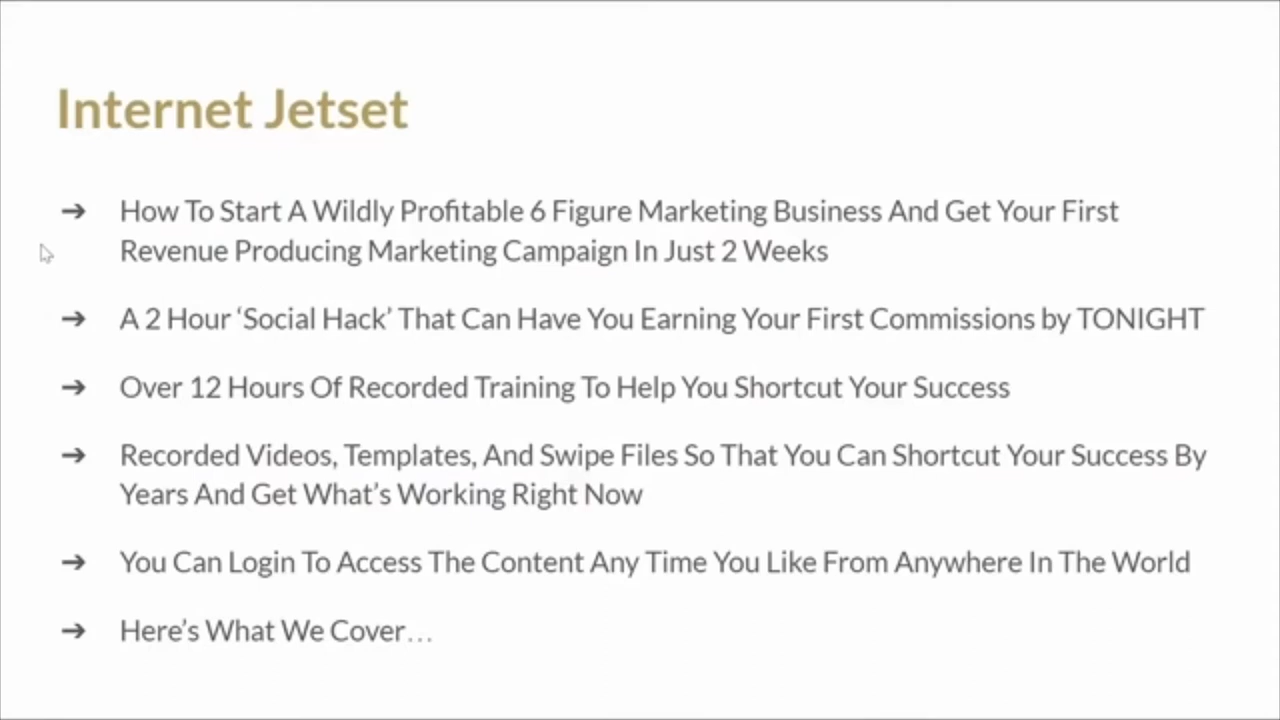 Internet Jetset
➔ How To Start A Wildly Profitable 6 Figure Marketing Business And Get Your First
Revenue Producing Marketing Campaign In Just 2 Weeks
➔ A 2 Hour ‘Social Hack’ That Can Have You Earning Your First Commissions by TONIGHT
➔ Over 12 Hours Of Recorded Training To Help You Shortcut Your Success
➔ Recorded Videos, Templates, And Swipe Files So That You Can Shortcut Your Success By
Years And Get What’s Working Right Now
➔ You Can Login To Access The Content Any Time You Like From Anywhere In The World
➔ Here’s What We Cover…